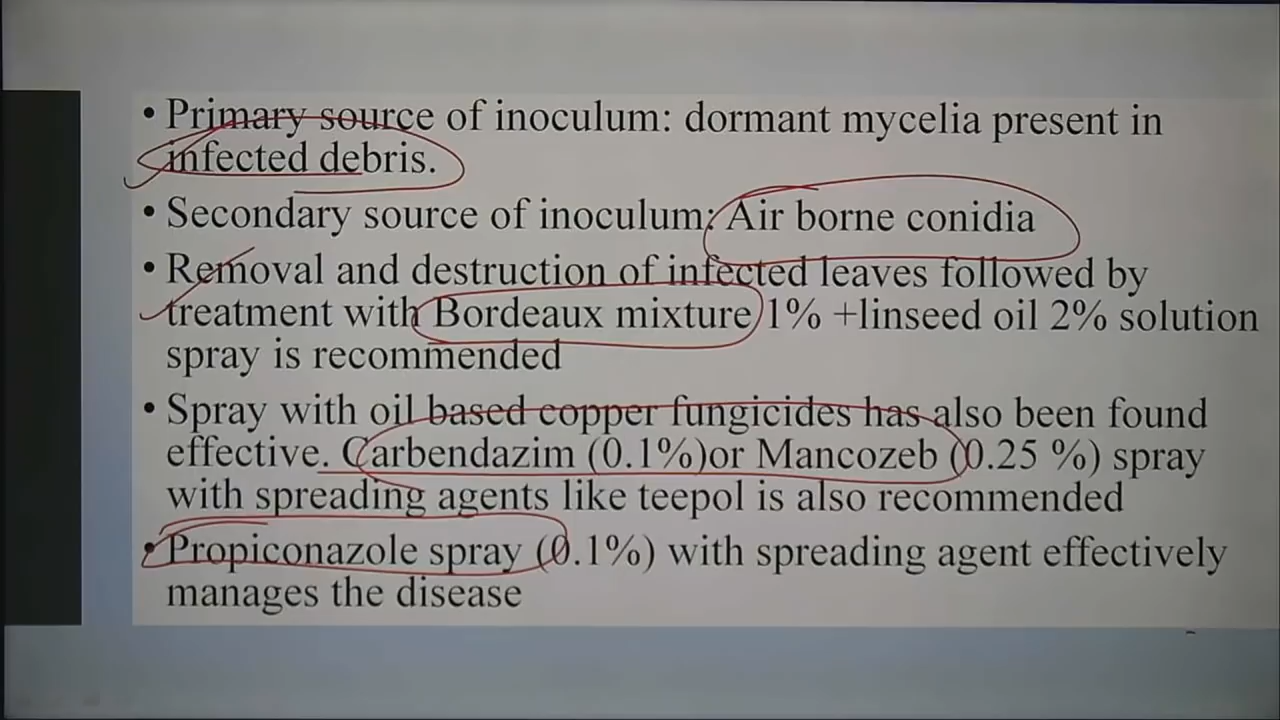 • Primary source of inoculum: dormant mycelia present in
infected debris.
• Secondary source of inoculum: Air borne conidia
• Removal and destruction of infected leaves followed by
treatment with Bordeaux mixture 1% +linseed oil 2% solution
spray is recommended
• Spray with oil based copper fungicides has also been found
effective. Carbendazim (0.1%)or Mancozeb (0.25 %) spray
with spreading agents like teepol is also recommended
• Propiconazole spray (0.1%) with spreading agent effectively
manages the disease